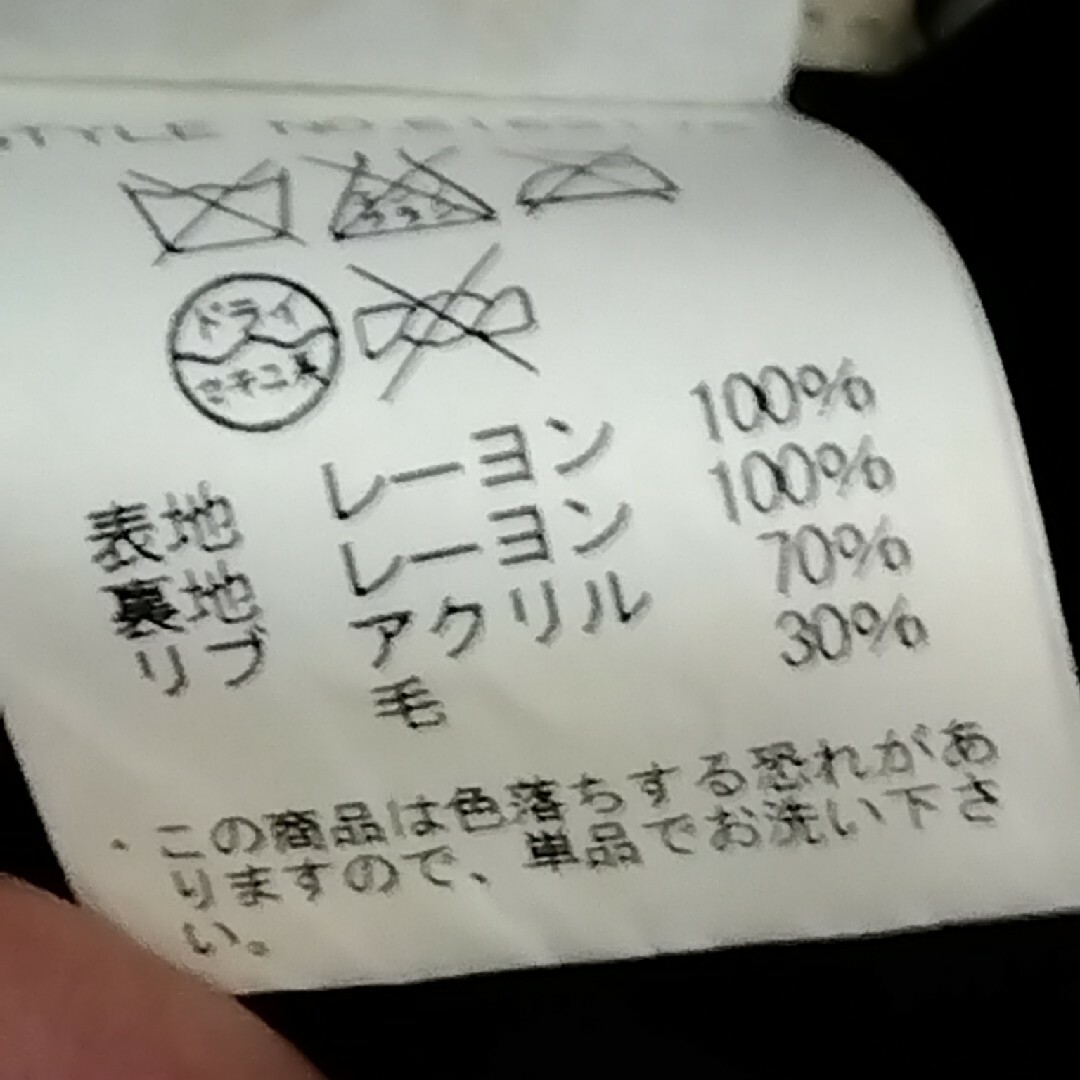 STYLE NO.
ドライ
セキユ系
表地 レーヨン 100%
裏地 レーヨン 100%
リブ アクリル 70%
毛 30%
・この商品は色落ちする恐れがあ
りますので、単品でお洗い下さ
い。